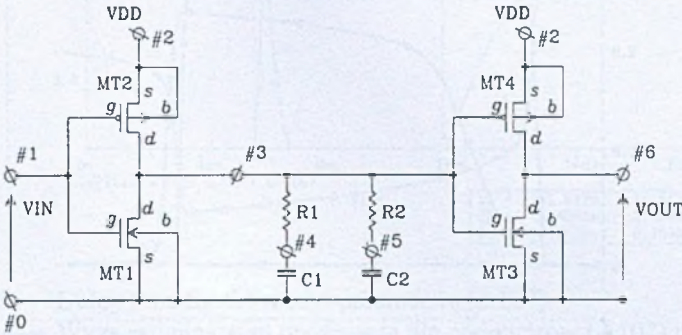 VDD
#2
MT2
s
g
b
d
#1
#3
VIN
d
g
b
s
MT1
#0
R1
#4
C1
R2
#5
C2
VDD
#2
MT4
s
g
b
d
#6
d
g
b
s
MT3
VOUT